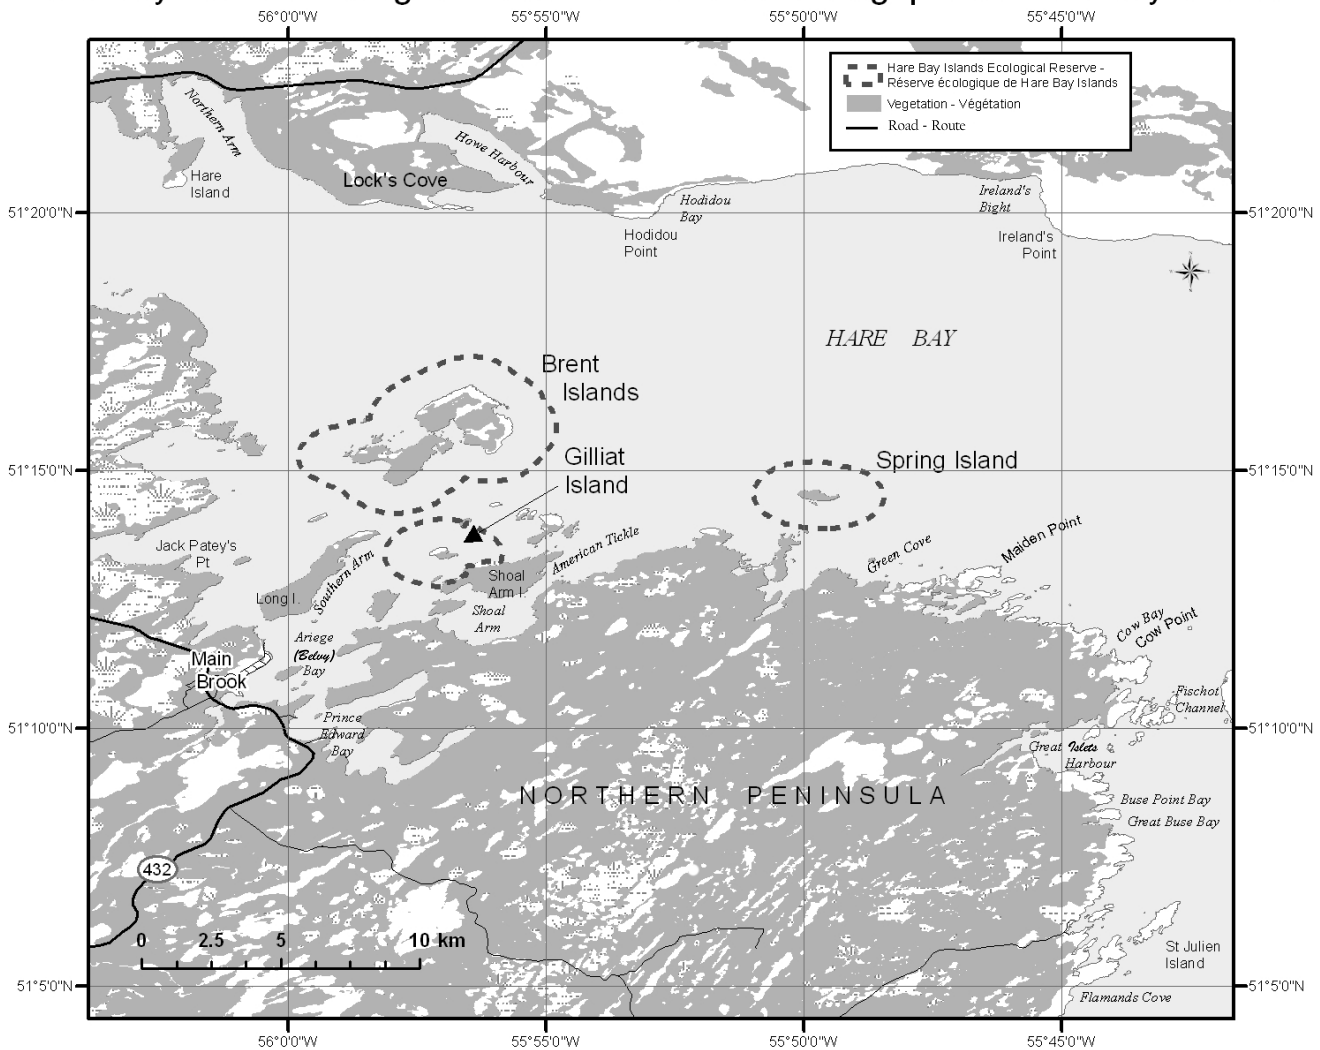 56°0'0"W
55°55'0"W
55°50'0"W
55°45'0"W
Hare Bay Islands Ecological Reserve -
Réserve écologique de Hare Bay Islands
Vegetation - Végétation
Road - Route
Northern Arm
Howe Harbour
Hare
Island
Lock's Cove
Hodidou
Bay
Ireland's
Bight
51°20'0"N
51°20'0"N
Hodidou
Point
Ireland's
Point
HARE BAY
Brent
Islands
Gilliat
Island
Spring Island
51°15'0"N
51°15'0"N
Jack Patey's
Pt
Southern Arm
American Tickle
Green Cove
Maiden Point
Shoal
Arm I.
Long I.
Shoal
Arm
Cow Bay
Cow Point
Ariege
(Belvy)
Bay
Main
Brook
Fischot
Channel
Prince
Edward
Bay
51°10'0"N
51°10'0"N
Great Islets
Harbour
NORTHERN PENINSULA
Buse Point Bay
Great Buse Bay
432
0 2.5 5 10 km
St Julien
Island
Flamands Cove
51°5'0"N
51°5'0"N
56°0'0"W
55°55'0"W
55°50'0"W
55°45'0"W